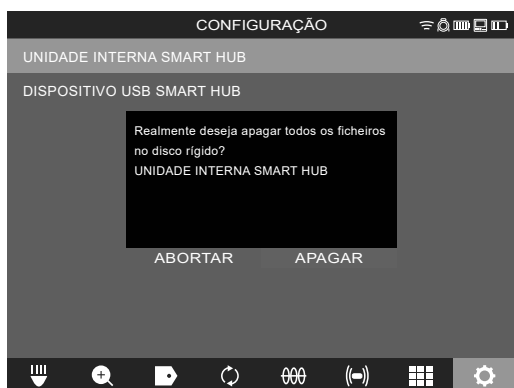 CONFIGURAÇÃO
UNIDADE INTERNA SMART HUB
DISPOSITIVO USB SMART HUB
Realmente deseja apagar todos os ficheiros
no disco rígido?
UNIDADE INTERNA SMART HUB
ABORTAR APAGAR